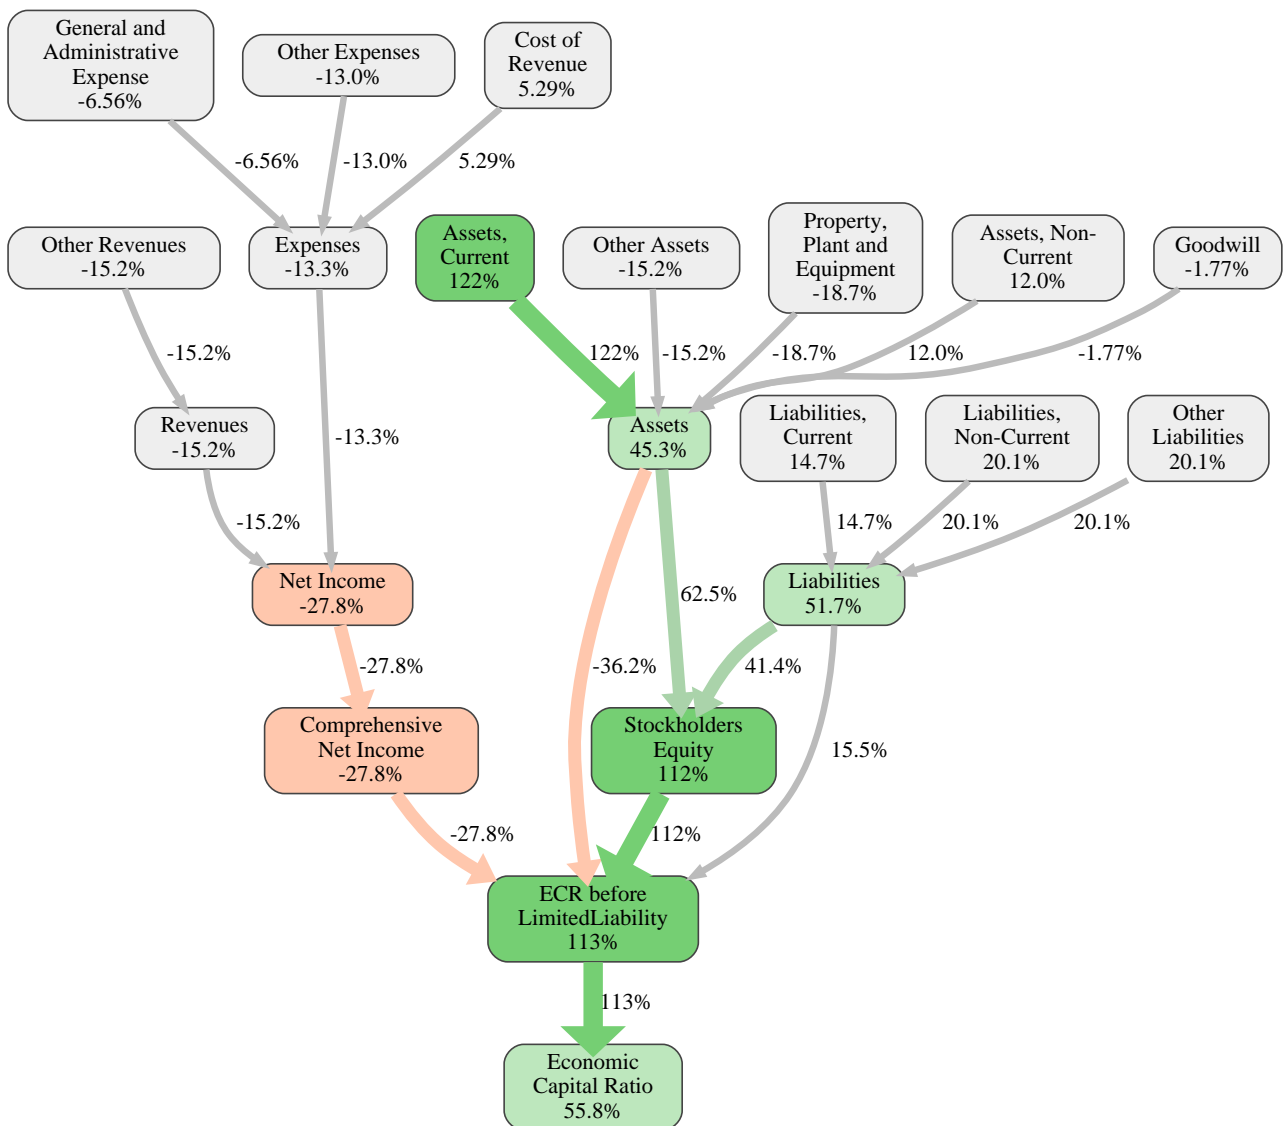 General and
Administrative
Expense
-6.56%
Other Expenses
-13.0%
Cost of
Revenue
5.29%
-6.56%
-13.0%
5.29%
Other Revenues
-15.2%
Expenses
-13.3%
Assets,
Current
122%
Other Assets
-15.2%
Property,
Plant and
Equipment
-18.7%
Assets, Non-
Current
12.0%
Goodwill
-1.77%
-15.2%
122%
-15.2%
-18.7%
12.0%
-1.77%
Revenues
-15.2%
-13.3%
Assets
45.3%
Liabilities,
Current
14.7%
Liabilities,
Non-Current
20.1%
Other
Liabilities
20.1%
-15.2%
14.7%
20.1%
20.1%
Net Income
-27.8%
62.5%
Liabilities
51.7%
-27.8%
-36.2%
41.4%
Comprehensive
Net Income
-27.8%
Stockholders
Equity
112%
15.5%
-27.8%
112%
ECR before
LimitedLiability
113%
113%
Economic
Capital Ratio
55.8%